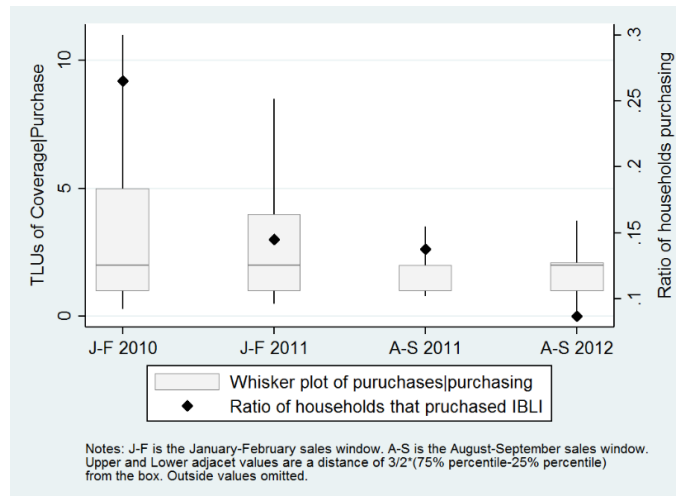 TLUs of Coverage|Purchase
10
5
0
.3
.25
.2
.15
.1
Ratio of households purchasing
J-F 2010 J-F 2011 A-S 2011 A-S 2012
Whisker plot of puruchases|purchasing
Ratio of households that pruchased IBLI
Notes: J-F is the January-February sales window. A-S is the August-September sales window.
Upper and Lower adjacet values are a distance of 3/2*(75% percentile-25% percentile)
from the box. Outside values omitted.